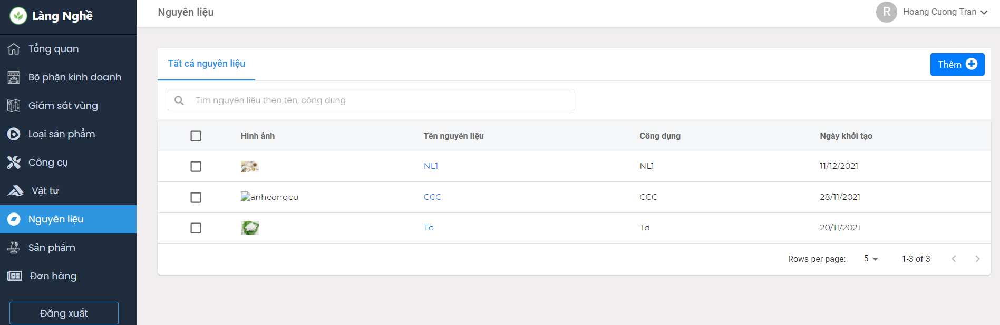 Làng Nghề
Tổng quan
Bộ phận kinh doanh
Giám sát vùng
Loại sản phẩm
Công cụ
Vật tư
Nguyên liệu
Sản phẩm
Đơn hàng
Đăng xuất
Nguyên liệu
R Hoang Cuong Tran
Tất cả nguyên liệu
Thêm
Tìm nguyên liệu theo tên, công dụng
Hình ảnh Tên nguyên liệu Công dụng Ngày khởi tạo
NL1 NL1 11/12/2021
anhcongcu CCC CCC 28/11/2021
Tơ Tơ 20/11/2021
Rows per page: 5 1-3 of 3